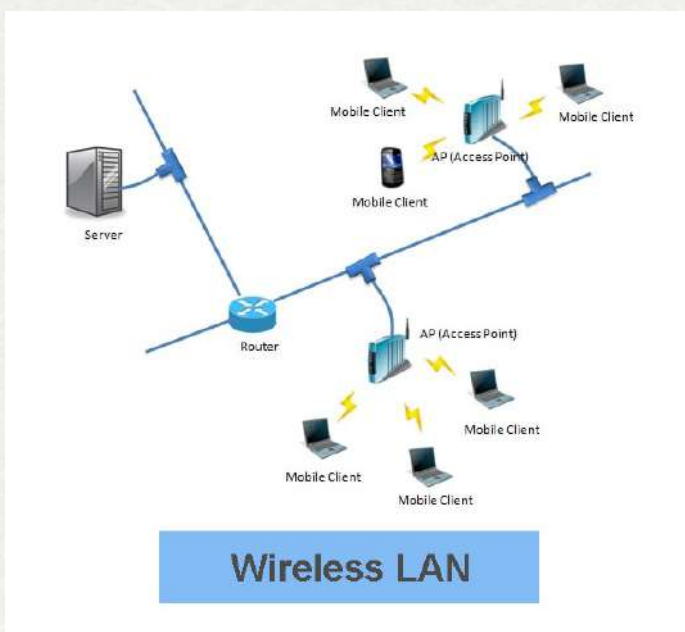 Mobile Client
Mobile Client
AP (Access Point)
Mobile Client
Server
AP (Access Point)
Router
Mobile Client
Mobile Client
Mobile Client
Wireless LAN